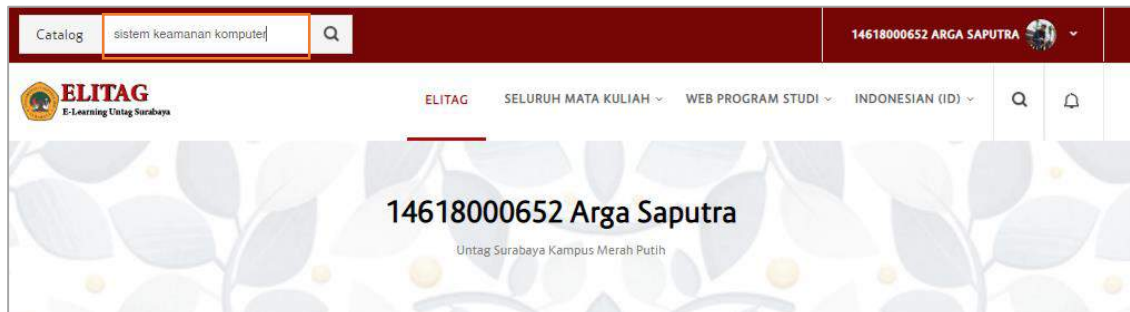 Catalog sistem keamanan komputer
14618000652 ARGA SAPUTRA
ELITAG
E-Learning Untag Surabaya
ELITAG SELURUH MATA KULIAH WEB PROGRAM STUDI INDONESIAN (ID)
14618000652 Arga Saputra
Untag Surabaya Kampus Merah Putih